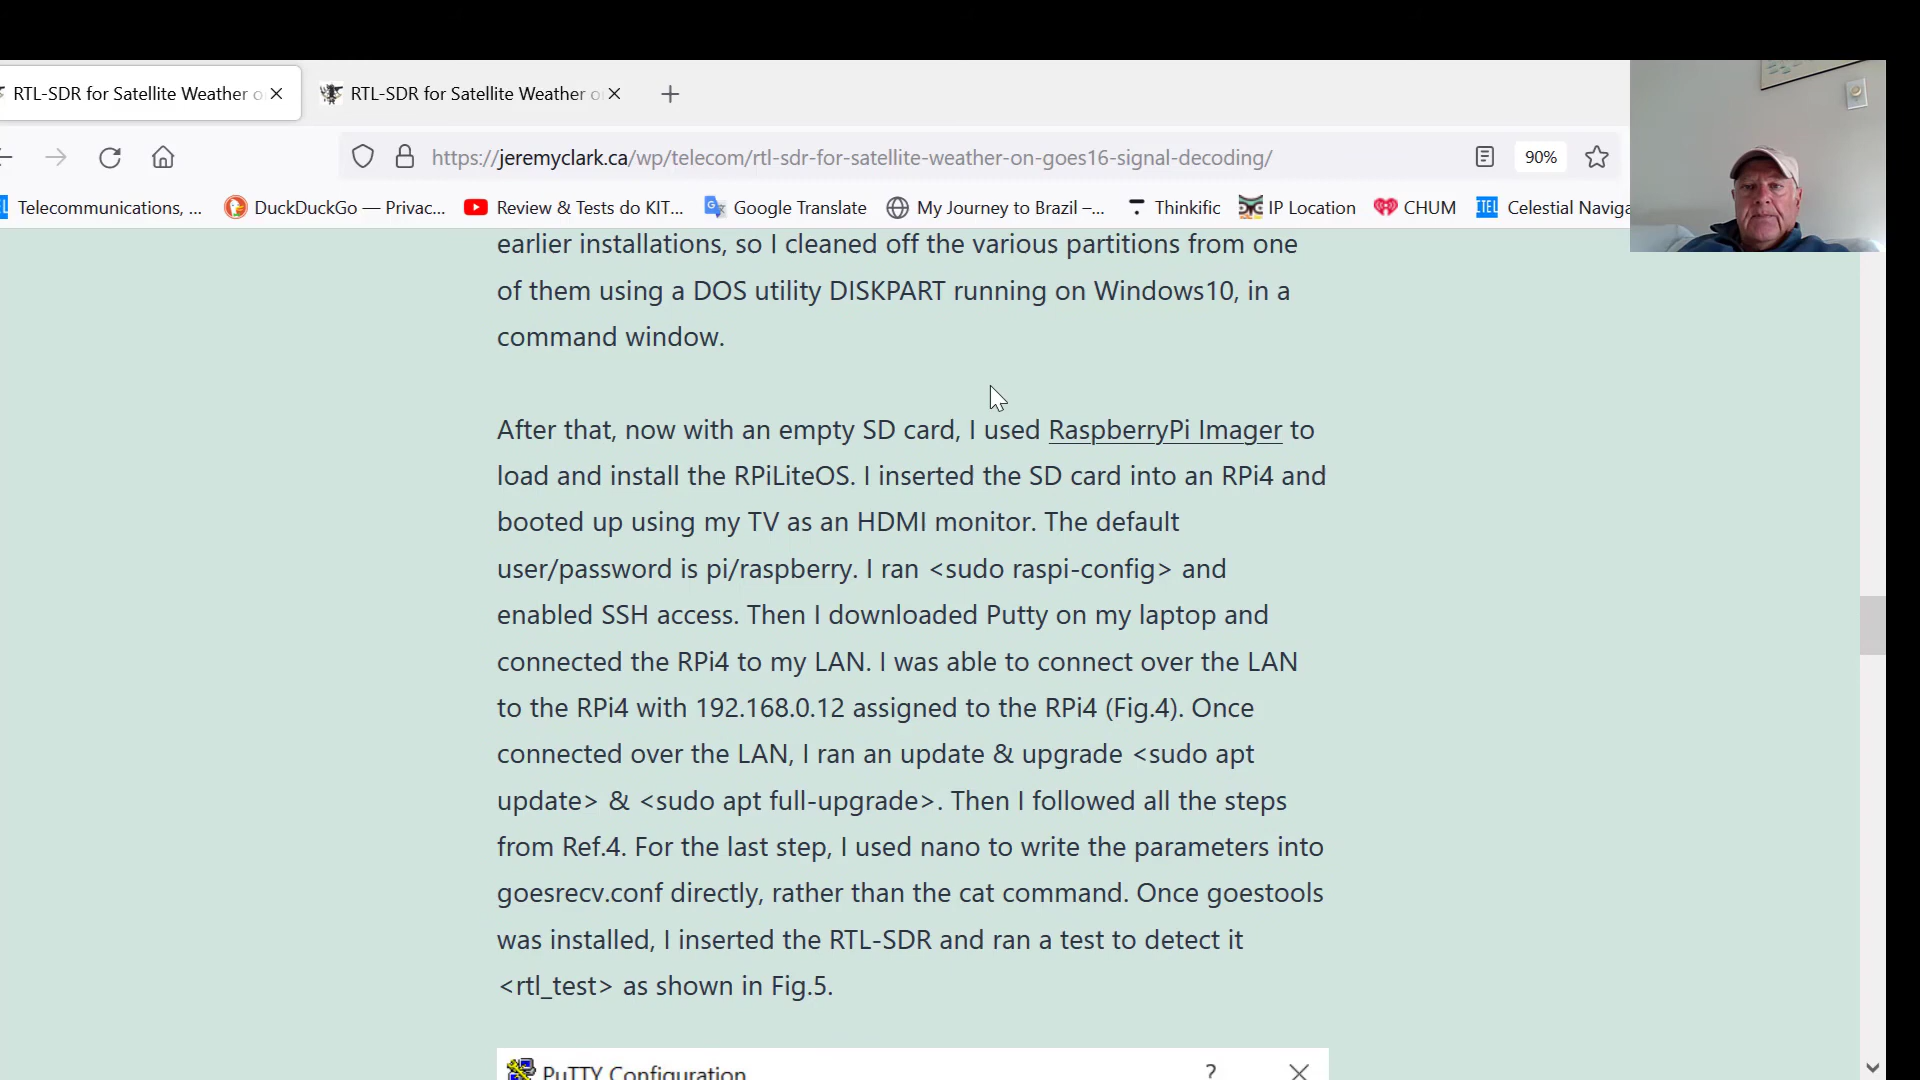 RTL-SDR for Satellite Weather o
RTL-SDR for Satellite Weather o
https://jeremyclark.ca/wp/telecom/rtl-sdr-for-satellite-weather-on-goes16-signal-decoding/
90%
Telecommunications, ...
DuckDuckGo — Privac...
Review & Tests do KIT...
Google Translate
My Journey to Brazil –...
Thinkific
IP Location
CHUM
Celestial Naviga
earlier installations, so I cleaned off the various partitions from one
of them using a DOS utility DISKPART running on Windows10, in a
command window.
After that, now with an empty SD card, I used RaspberryPi Imager to
load and install the RPiLiteOS. I inserted the SD card into an RPi4 and
booted up using my TV as an HDMI monitor. The default
user/password is pi/raspberry. I ran <sudo raspi-config> and
enabled SSH access. Then I downloaded Putty on my laptop and
connected the RPi4 to my LAN. I was able to connect over the LAN
to the RPi4 with 192.168.0.12 assigned to the RPi4 (Fig.4). Once
connected over the LAN, I ran an update & upgrade <sudo apt
update> & <sudo apt full-upgrade>. Then I followed all the steps
from Ref.4. For the last step, I used nano to write the parameters into
goesrecv.conf directly, rather than the cat command. Once goestools
was installed, I inserted the RTL-SDR and ran a test to detect it
<rtl_test> as shown in Fig.5.
PuTTY Configuration ?